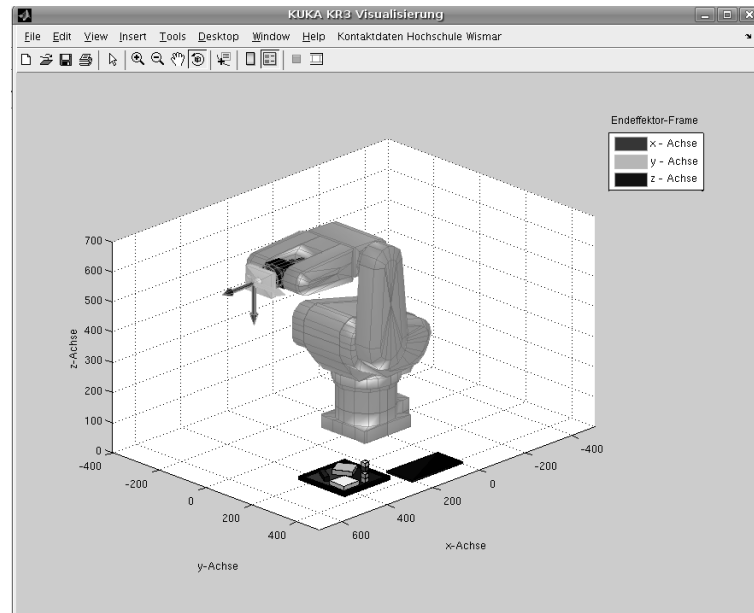 KUKA KR3 Visualisierung
File Edit View Insert Tools Desktop Window Help Kontaktdaten Hochschule Wismar
Endeffektor-Frame
x - Achse
y - Achse
z - Achse
700
600
500
400
300
200
100
0
z-Achse
-400
-200
0
200
400
y-Achse
600
400
200
0
-200
-400
x-Achse